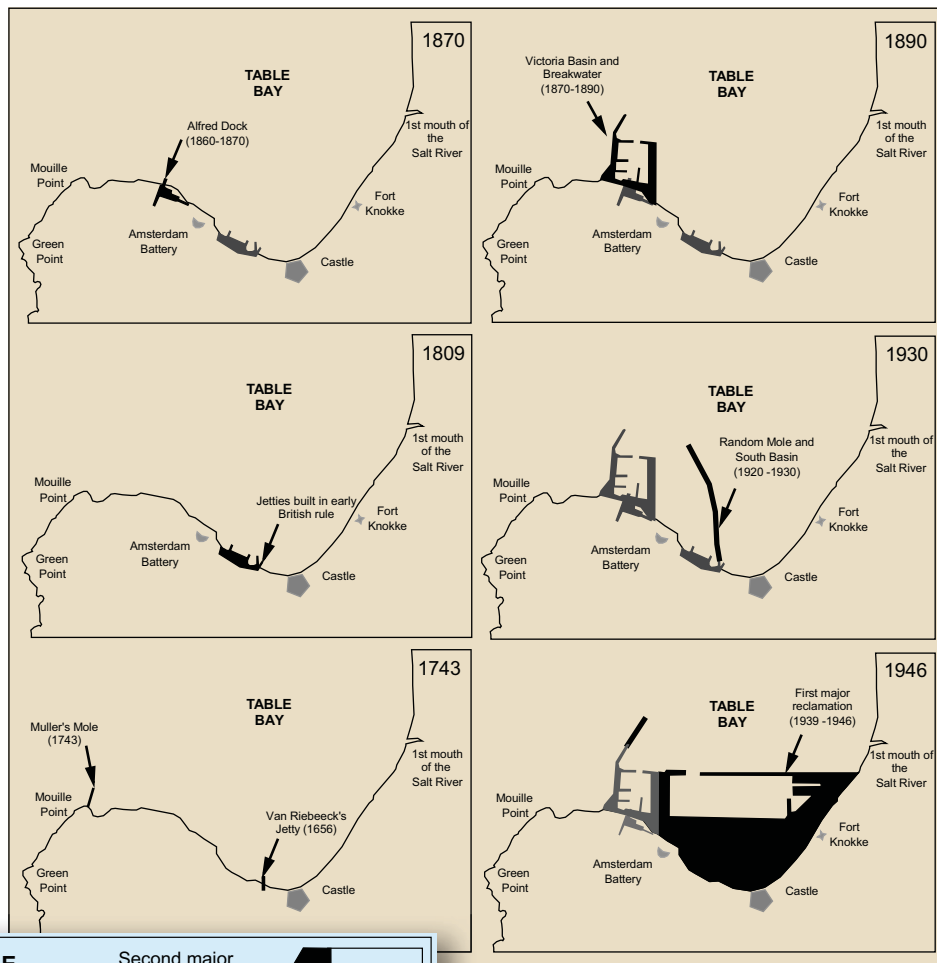 1870
TABLE
BAY
Alfred Dock
(1860-1870)
1st mouth of
the
Salt River
Mouille
Point
Fort
Knokke
Green
Point
Amsterdam
Battery
Castle
1890
Victoria Basin and
Breakwater
(1870-1890)
TABLE
BAY
1st mouth
of the
Salt River
Mouille
Point
Fort
Knokke
Green
Point
Amsterdam
Battery
Castle
1809
TABLE
BAY
1st mouth
of the
Salt River
Mouille
Point
Jetties built in early
British rule
Fort
Knokke
Amsterdam
Battery
Green
Point
Castle
1930
TABLE
BAY
Random Mole and
South Basin
(1920 -1930)
1st mouth of
the
Salt River
Mouille
Point
Fort
Knokke
Amsterdam
Battery
Green
Point
Castle
1743
TABLE
BAY
Muller's Mole
(1743)
1st mouth
of the
Salt River
Mouille
Point
Van Riebeeck's
Jetty (1656)
Green
Point
Castle
1946
First major
reclamation
(1939 -1946)
TABLE
BAY
1st mouth of
the
Salt River
Mouille
Point
Fort
Knokke
Amsterdam
Battery
Green
Point
Castle
Second major